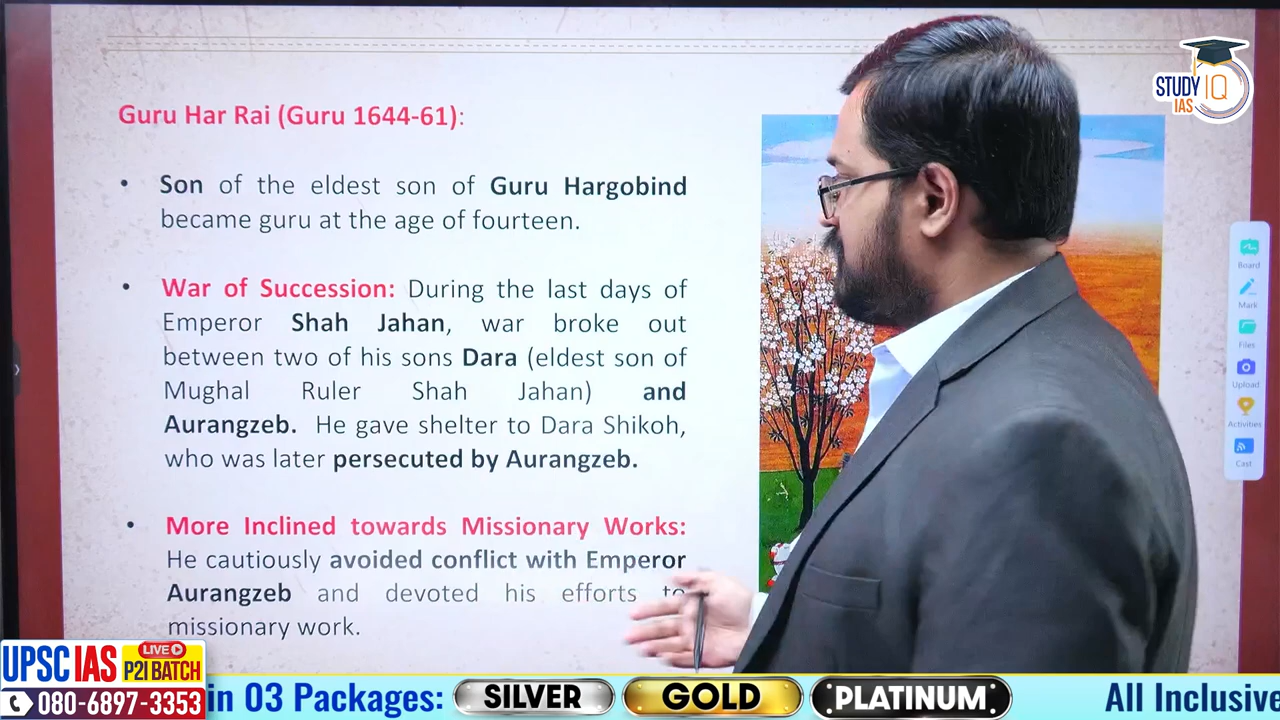 STUDY IQ
IAS
Guru Har Rai (Guru 1644-61):
• Son of the eldest son of Guru Hargobind
became guru at the age of fourteen.
• War of Succession: During the last days of
Emperor Shah Jahan, war broke out
between two of his sons Dara (eldest son of
Mughal Ruler Shah Jahan) and
Aurangzeb. He gave shelter to Dara Shikoh,
who was later persecuted by Aurangzeb.
• More Inclined towards Missionary Works:
He cautiously avoided conflict with Emperor
Aurangzeb and devoted his efforts to
missionary work.
Board
Mark
Files
Upload
Activities
Cast
UPSC IAS LIVE
P2I BATCH
080-6897-3353
in 03 Packages: SILVER GOLD PLATINUM All Inclusive